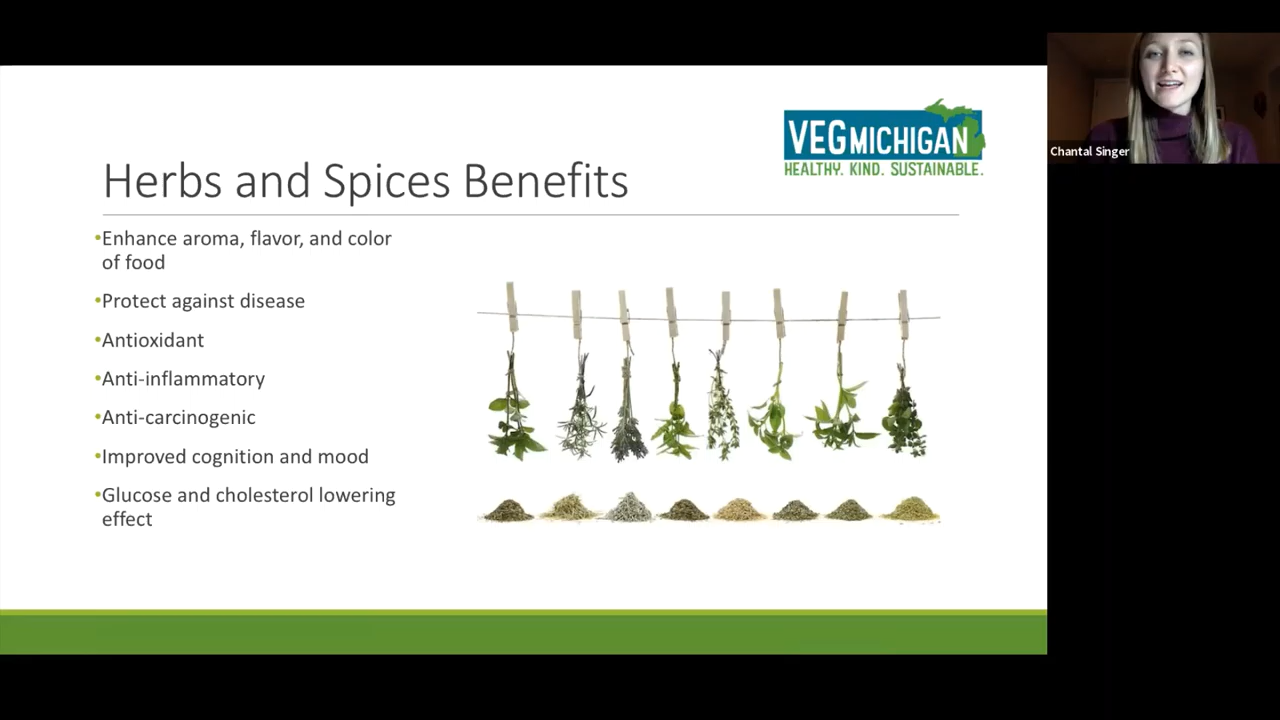 VEGMICHIGAN
HEALTHY. KIND. SUSTAINABLE.
Chantal Singer
Herbs and Spices Benefits
•Enhance aroma, flavor, and color
of food
•Protect against disease
•Antioxidant
•Anti-inflammatory
•Anti-carcinogenic
•Improved cognition and mood
•Glucose and cholesterol lowering
effect